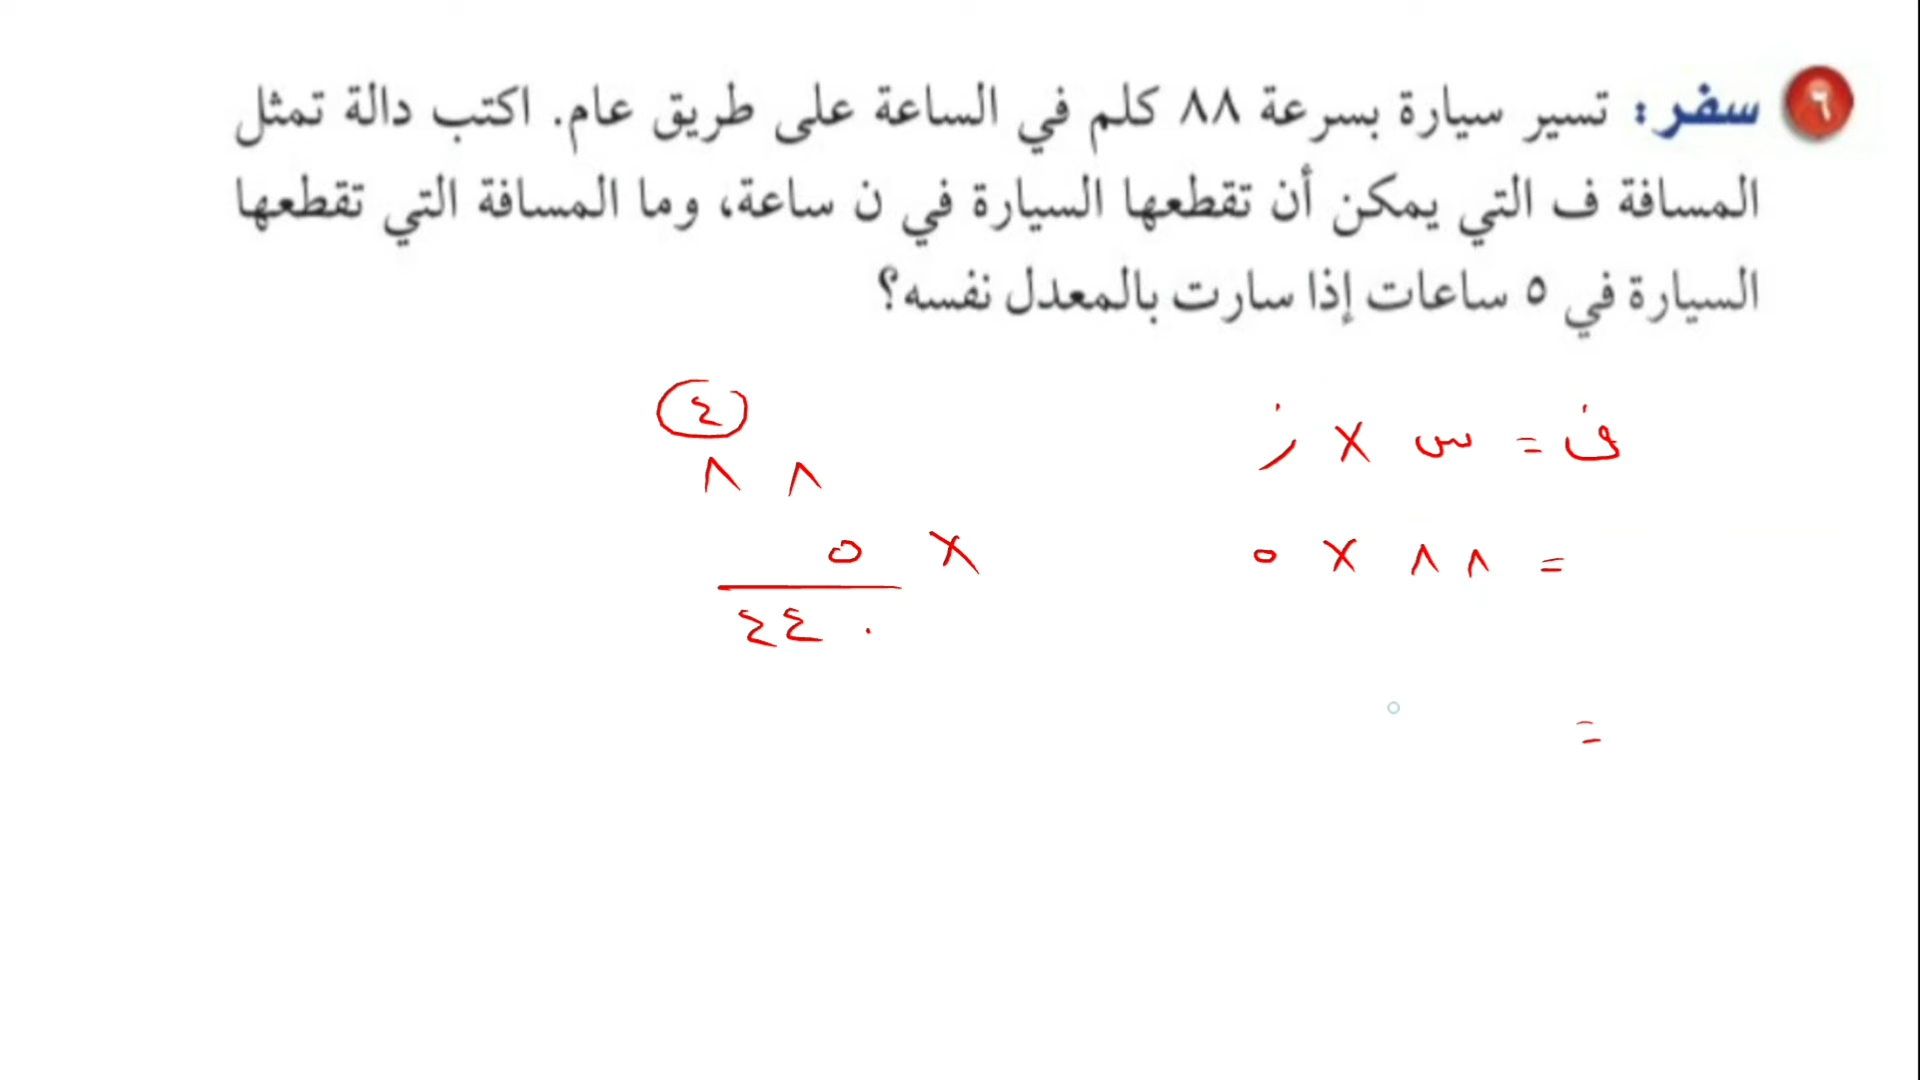 ٦ سفر: تسير سيارة بسرعة ٨٨ كلم في الساعة على طريق عام. اكتب دالة تمثل
المسافة ف التي يمكن أن تقطعها السيارة في ن ساعة، وما المسافة التي تقطعها
السيارة في ٥ ساعات إذا سارت بالمعدل نفسه؟
ف = س × ز
= ٨٨ × ٥
=
٤
٨٨
× ٥
٤٤٠